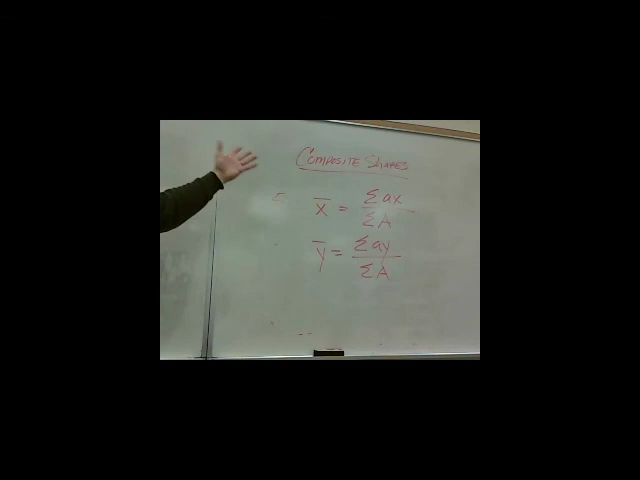 COMPOSITE SHAPES
x̄ = Σax / ΣA
ȳ = Σay / ΣA